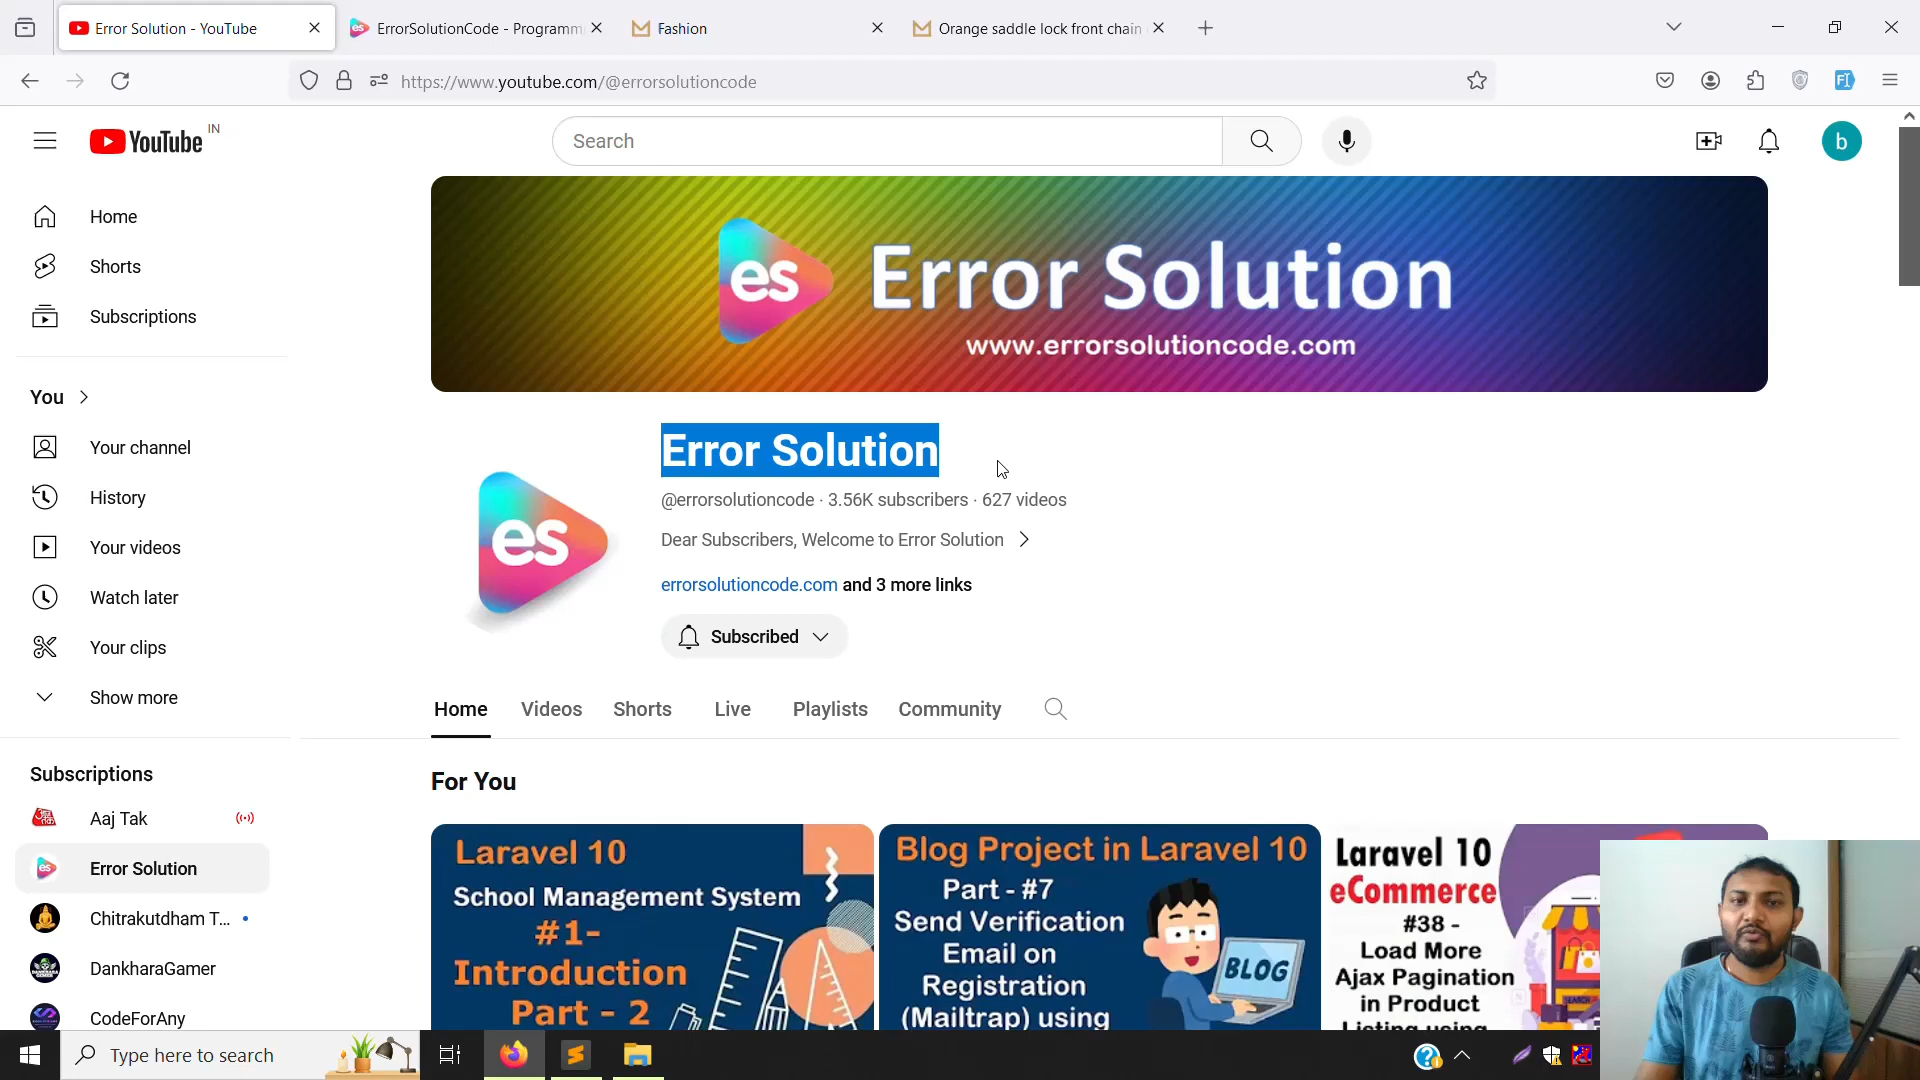 Error Solution - YouTube
ErrorSolutionCode - Programm
Fashion
Orange saddle lock front chain
https://www.youtube.com/@errorsolutioncode
YouTube IN
Search
b
Home
Shorts
Subscriptions
You
Your channel
History
Your videos
Watch later
Your clips
Show more
Subscriptions
Aaj Tak
Error Solution
Chitrakutdham T...
DankharaGamer
CodeForAny
es Error Solution
www.errorsolutioncode.com
es
Error Solution
@errorsolutioncode · 3.56K subscribers · 627 videos
Dear Subscribers, Welcome to Error Solution
errorsolutioncode.com and 3 more links
Subscribed
Home Videos Shorts Live Playlists Community
For You
Laravel 10
School Management System
#1-
Introduction
Part - 2
Blog Project in Laravel 10
Part - #7
Send Verification
Email on
Registration
(Mailtrap) using
BLOG
Laravel 10
eCommerce
#38 -
Load More
Ajax Pagination
in Product
Listing using
Type here to search